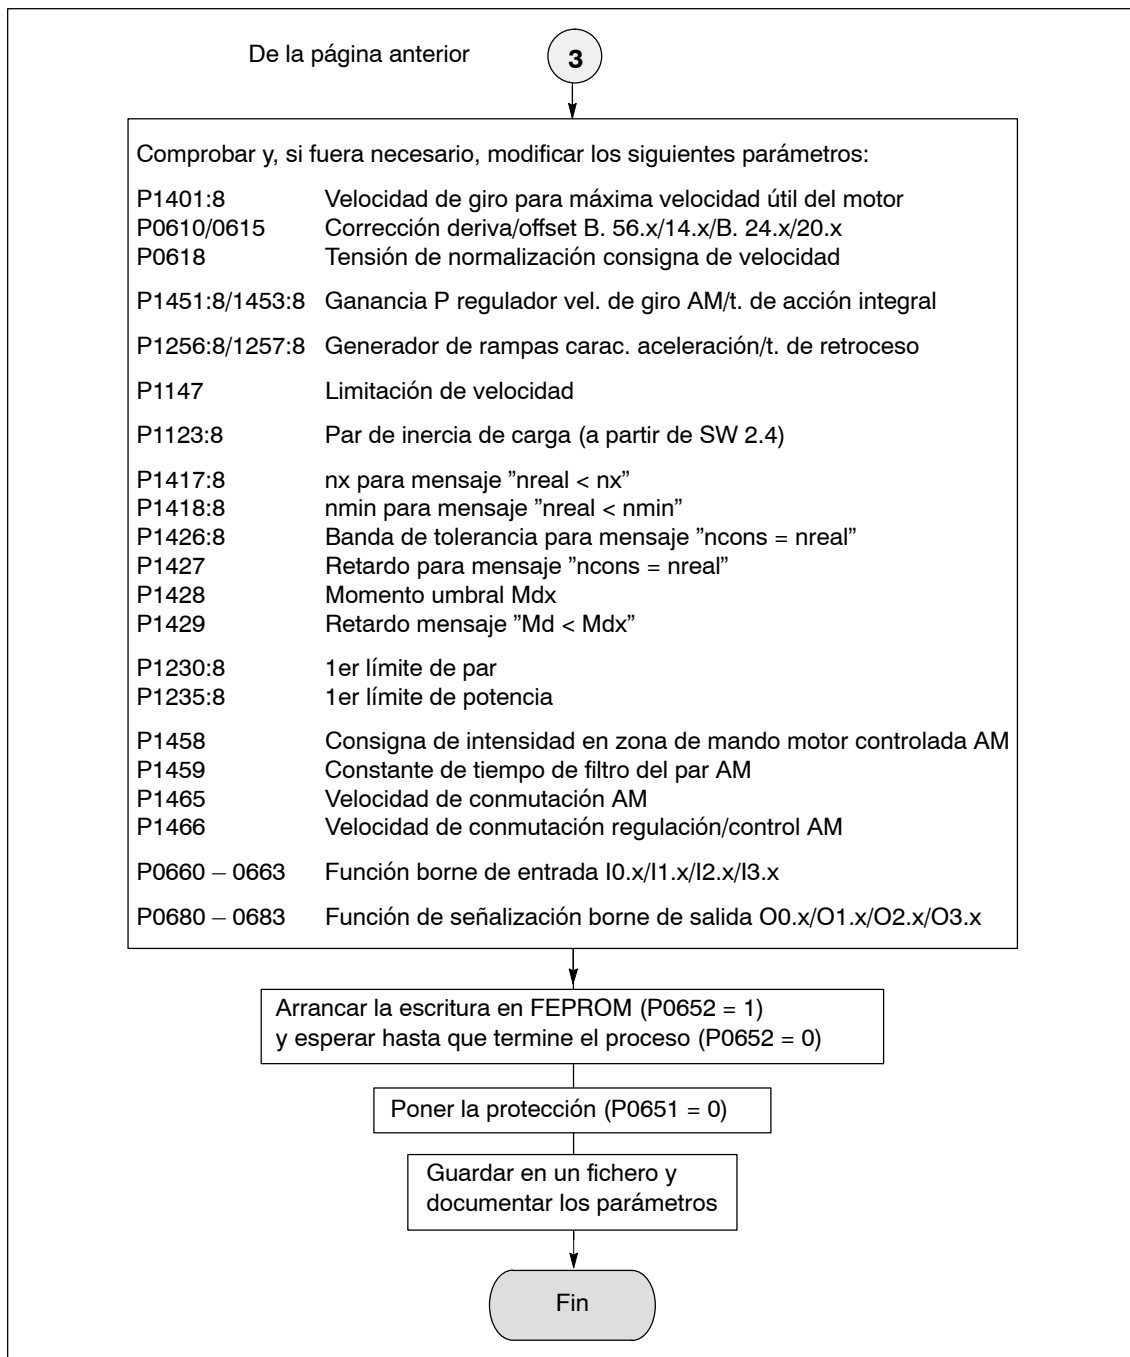 De la página anterior
3
Comprobar y, si fuera necesario, modificar los siguientes parámetros:
P1401:8 Velocidad de giro para máxima velocidad útil del motor
P0610/0615 Corrección deriva/offset B. 56.x/14.x/B. 24.x/20.x
P0618 Tensión de normalización consigna de velocidad
P1451:8/1453:8 Ganancia P regulador vel. de giro AM/t. de acción integral
P1256:8/1257:8 Generador de rampas carac. aceleración/t. de retroceso
P1147 Limitación de velocidad
P1123:8 Par de inercia de carga (a partir de SW 2.4)
P1417:8 nx para mensaje ”nreal < nx”
P1418:8 nmin para mensaje ”nreal < nmin”
P1426:8 Banda de tolerancia para mensaje ”ncons = nreal”
P1427 Retardo para mensaje ”ncons = nreal”
P1428 Momento umbral Mdx
P1429 Retardo mensaje ”Md < Mdx”
P1230:8 1er límite de par
P1235:8 1er límite de potencia
P1458 Consigna de intensidad en zona de mando motor controlada AM
P1459 Constante de tiempo de filtro del par AM
P1465 Velocidad de conmutación AM
P1466 Velocidad de conmutación regulación/control AM
P0660 – 0663 Función borne de entrada I0.x/I1.x/I2.x/I3.x
P0680 – 0683 Función de señalización borne de salida O0.x/O1.x/O2.x/O3.x
Arrancar la escritura en FEPROM (P0652 = 1)
y esperar hasta que termine el proceso (P0652 = 0)
Poner la protección (P0651 = 0)
Guardar en un fichero y
documentar los parámetros
Fin